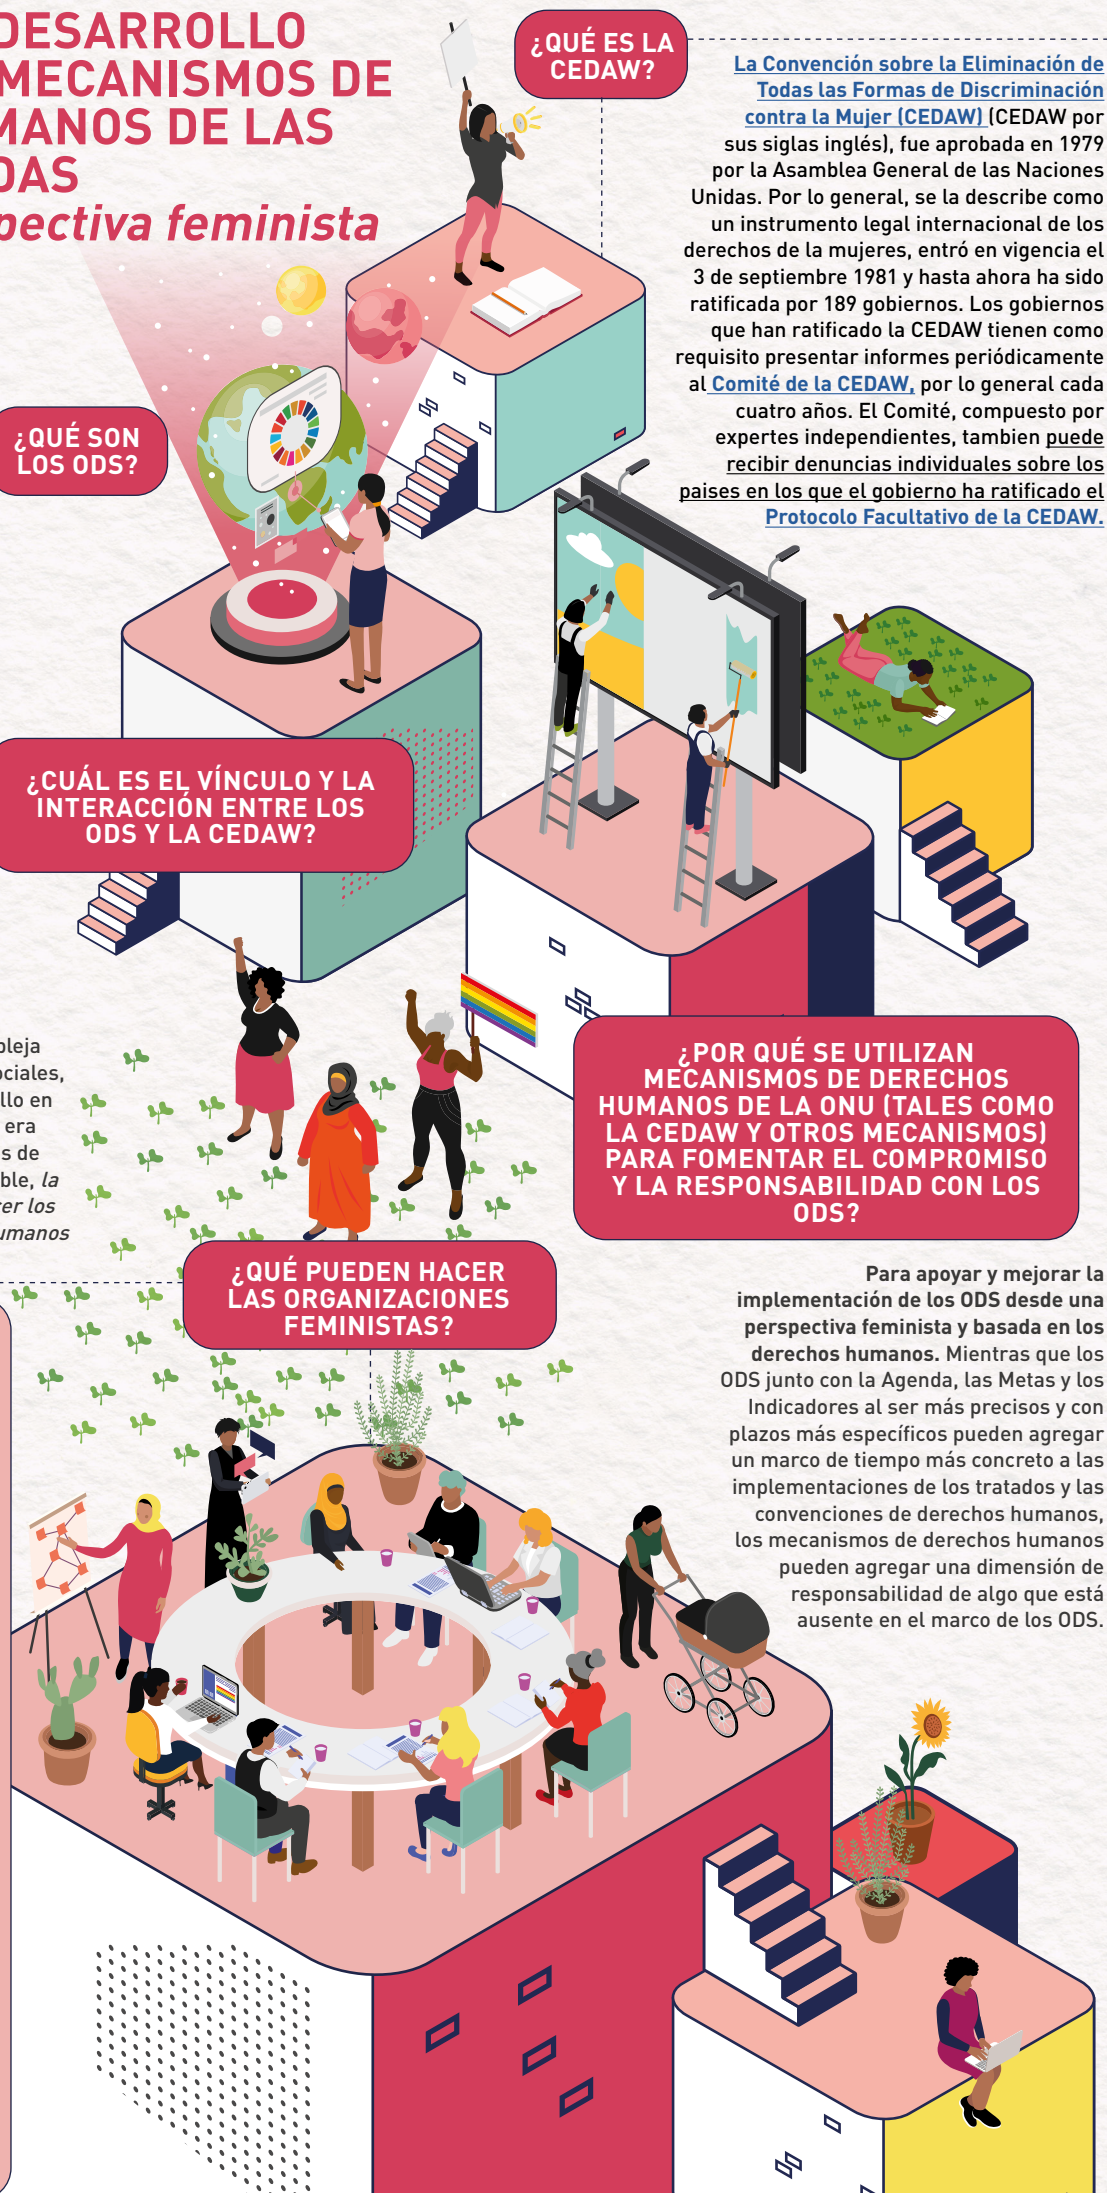 DESARROLLO
MECANISMOS DE
MANOS DE LAS
DAS
pectiva feminista
¿QUÉ ES LA
CEDAW?
La Convención sobre la Eliminación de
Todas las Formas de Discriminación
contra la Mujer (CEDAW) (CEDAW por
sus siglas inglés), fue aprobada en 1979
por la Asamblea General de las Naciones
Unidas. Por lo general, se la describe como
un instrumento legal internacional de los
derechos de la mujeres, entró en vigencia el
3 de septiembre 1981 y hasta ahora ha sido
ratificada por 189 gobiernos. Los gobiernos
que han ratificado la CEDAW tienen como
requisito presentar informes periódicamente
al Comité de la CEDAW, por lo general cada
cuatro años. El Comité, compuesto por
expertes independientes, tambien puede
recibir denuncias individuales sobre los
paises en los que el gobierno ha ratificado el
Protocolo Facultativo de la CEDAW.
¿QUÉ SON
LOS ODS?
¿CUÁL ES EL VÍNCULO Y LA
INTERACCIÓN ENTRE LOS
ODS Y LA CEDAW?
pleja
ociales,
llo en
era
s de
ble, la
er los
umanos
¿POR QUÉ SE UTILIZAN
MECANISMOS DE DERECHOS
HUMANOS DE LA ONU (TALES COMO
LA CEDAW Y OTROS MECANISMOS)
PARA FOMENTAR EL COMPROMISO
Y LA RESPONSABILIDAD CON LOS
ODS?
¿QUÉ PUEDEN HACER
LAS ORGANIZACIONES
FEMINISTAS?
Para apoyar y mejorar la
implementación de los ODS desde una
perspectiva feminista y basada en los
derechos humanos. Mientras que los
ODS junto con la Agenda, las Metas y los
Indicadores al ser más precisos y con
plazos más específicos pueden agregar
un marco de tiempo más concreto a las
implementaciones de los tratados y las
convenciones de derechos humanos,
los mecanismos de derechos humanos
pueden agregar una dimensión de
responsabilidad de algo que está
ausente en el marco de los ODS.